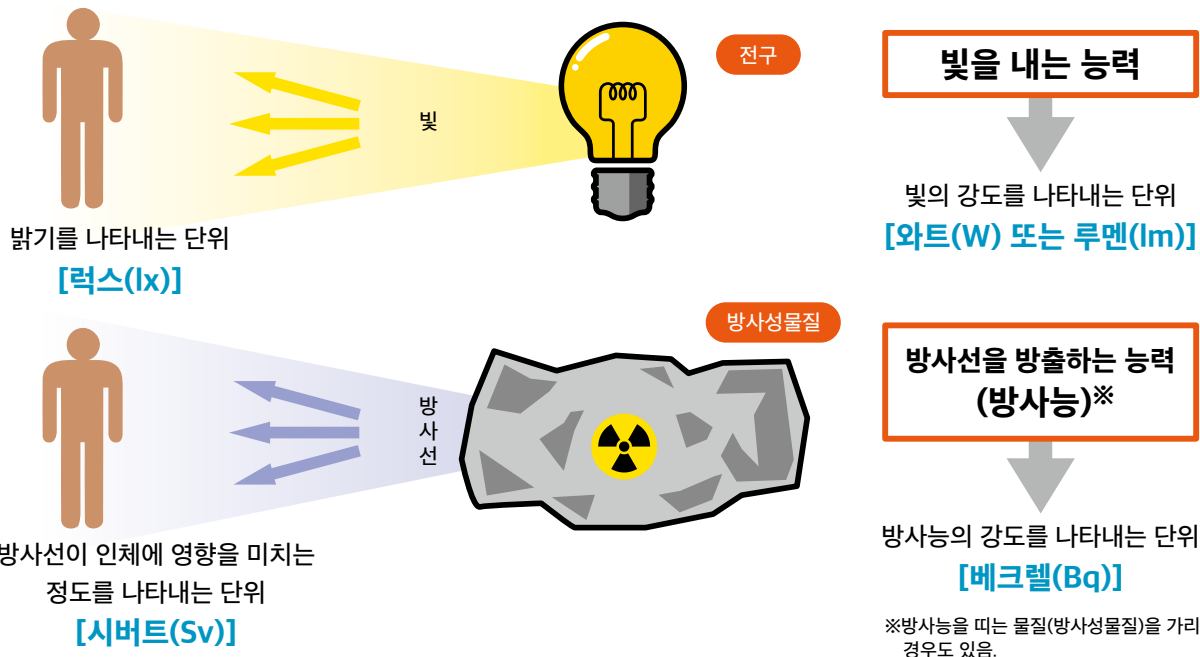 전구
빛을 내는 능력
빛
빛의 강도를 나타내는 단위
[와트(W) 또는 루멘(lm)]
밝기를 나타내는 단위
[럭스(lx)]
방사성물질
방사선을 방출하는 능력
(방사능)※
방
사
선
방사능의 강도를 나타내는 단위
[베크렐(Bq)]
방사선이 인체에 영향을 미치는
정도를 나타내는 단위
[시버트(Sv)]
※방사능을 띠는 물질(방사성물질)을 가리
경우도 있음.